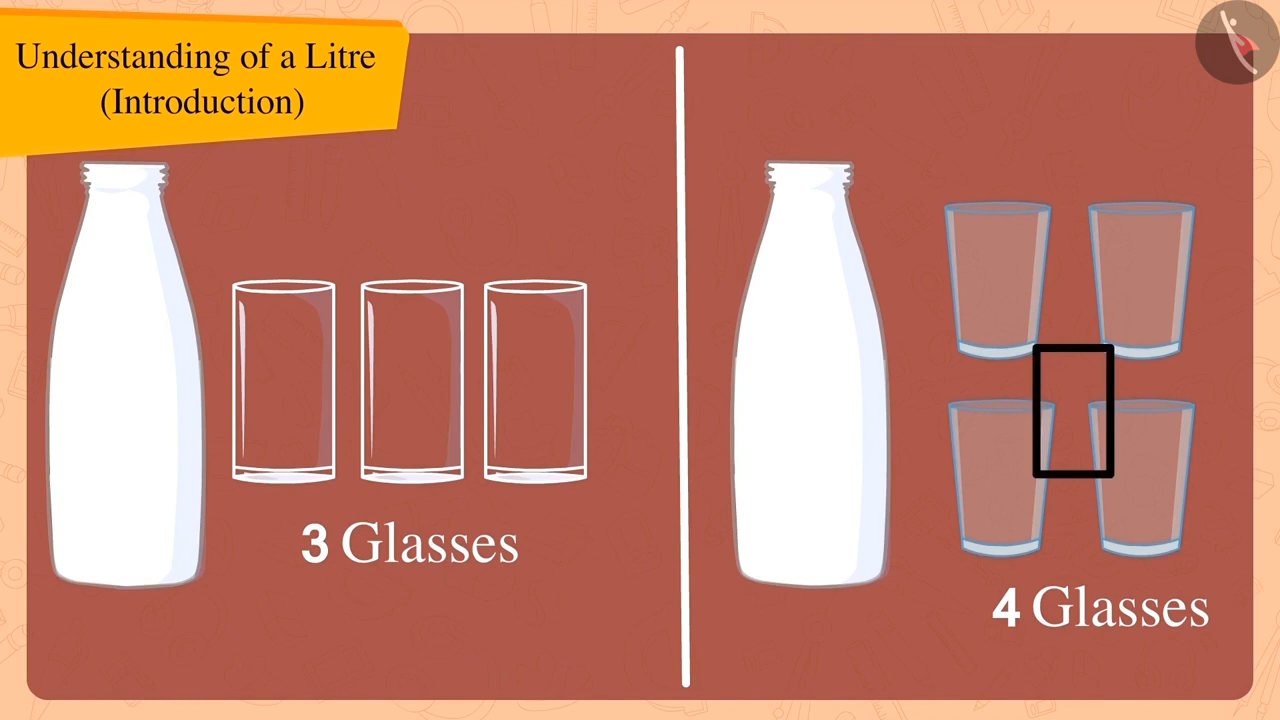 Understanding of a Litre
(Introduction)
3 Glasses
4 Glasses